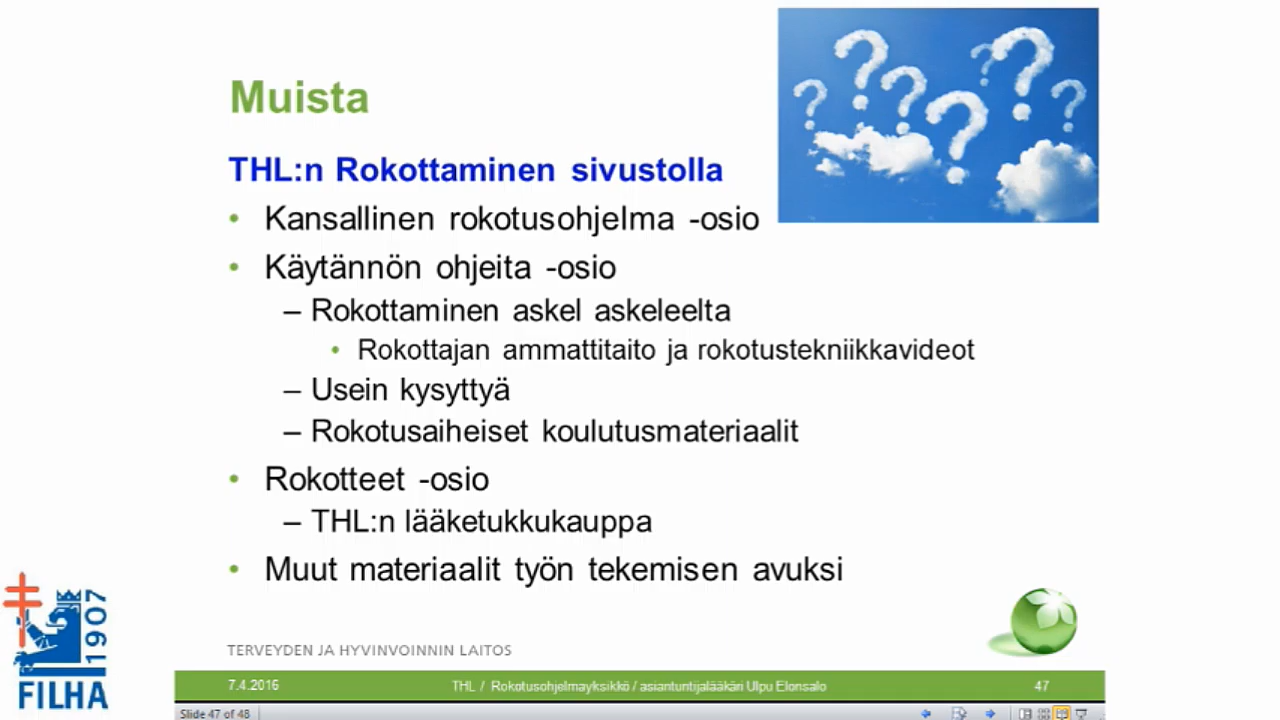 Muista
THL:n Rokottaminen sivustolla
• Kansallinen rokotusohjelma -osio
• Käytännön ohjeita -osio
– Rokottaminen askel askeleelta
• Rokottajan ammattitaito ja rokotustekniikkavideot
– Usein kysyttyä
– Rokotusaiheiset koulutusmateriaalit
• Rokotteet -osio
– THL:n lääketukkukauppa
• Muut materiaalit työn tekemisen avuksi
1907
FILHA
TERVEYDEN JA HYVINVOINNIN LAITOS
7.4.2016 THL / Rokotusohjelmayksikkö / asiantuntijalääkäri Ulpu Elonsalo 47
Slide 47 of 48